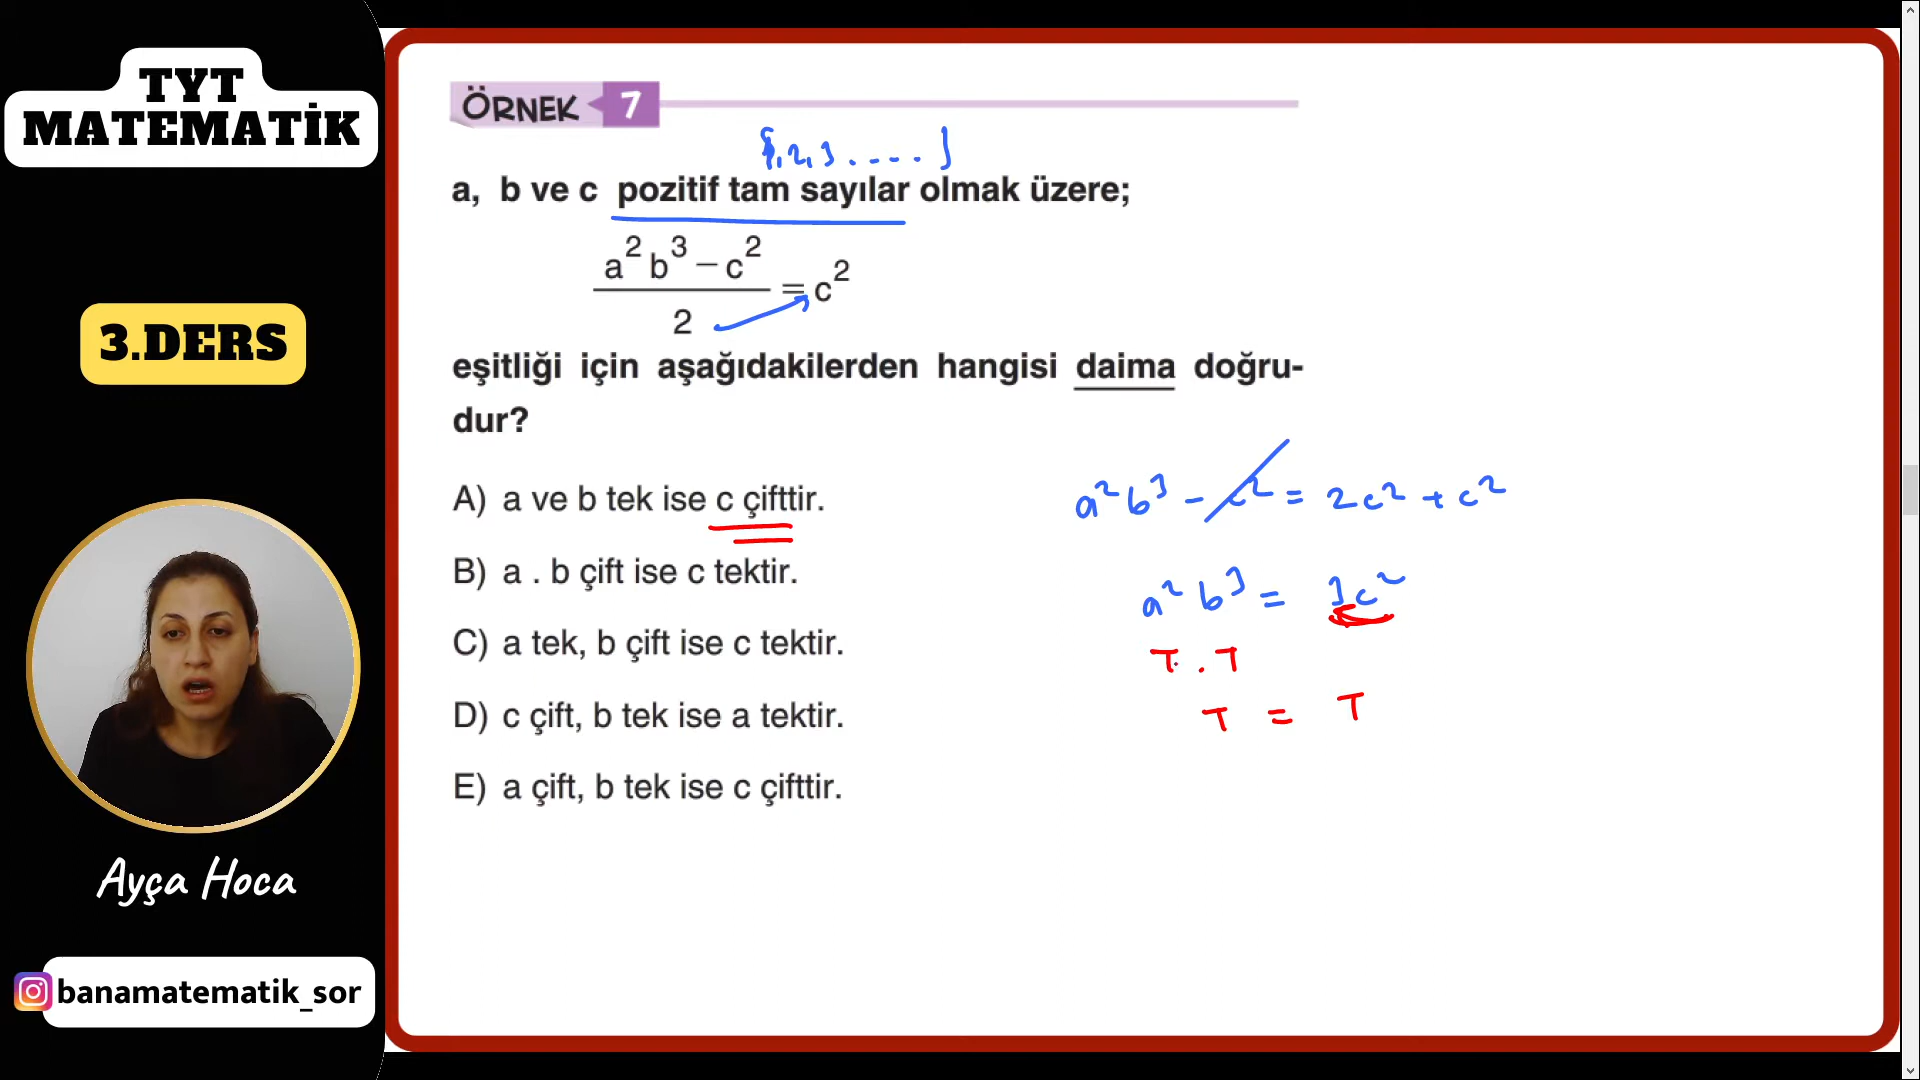 TYT
MATEMATİK
3.DERS
Ayça Hoca
banamatematik_sor
ÖRNEK 7
{1,2,3.....}
a, b ve c pozitif tam sayılar olmak üzere;
a²b³ – c²
2
= c²
eşitliği için aşağıdakilerden hangisi daima doğru-
dur?
A) a ve b tek ise c çifttir.
B) a . b çift ise c tektir.
C) a tek, b çift ise c tektir.
D) c çift, b tek ise a tektir.
E) a çift, b tek ise c çifttir.
a²b³ - c² = 2c² + c²
a² b³ = 3c²
T . T
T = T